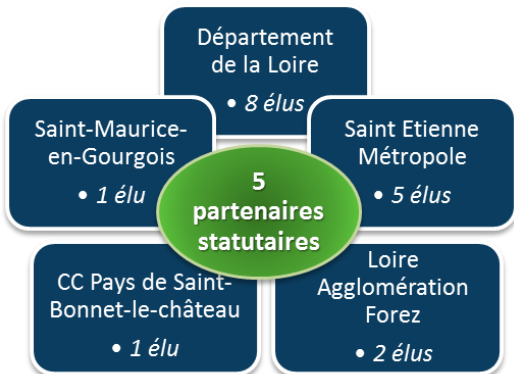 Département
de la Loire
• 8 élus
Saint-Maurice-
en-Gourgois
• 1 élu
Saint Etienne
Métropole
• 5 élus
5
partenaires
statutaires
CC Pays de Saint-
Bonnet-le-château
• 1 élu
Loire
Agglomération
Forez
• 2 élus